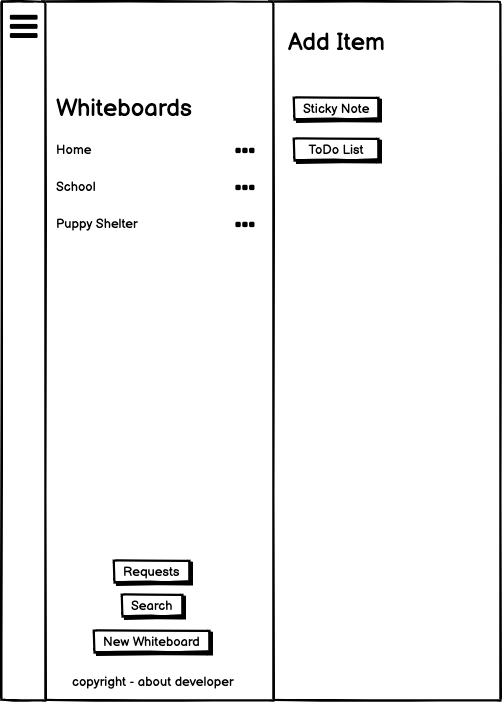 Add Item
Whiteboards
Sticky Note
Home
ToDo List
School
Puppy Shelter
Requests
Search
New Whiteboard
copyright - about developer